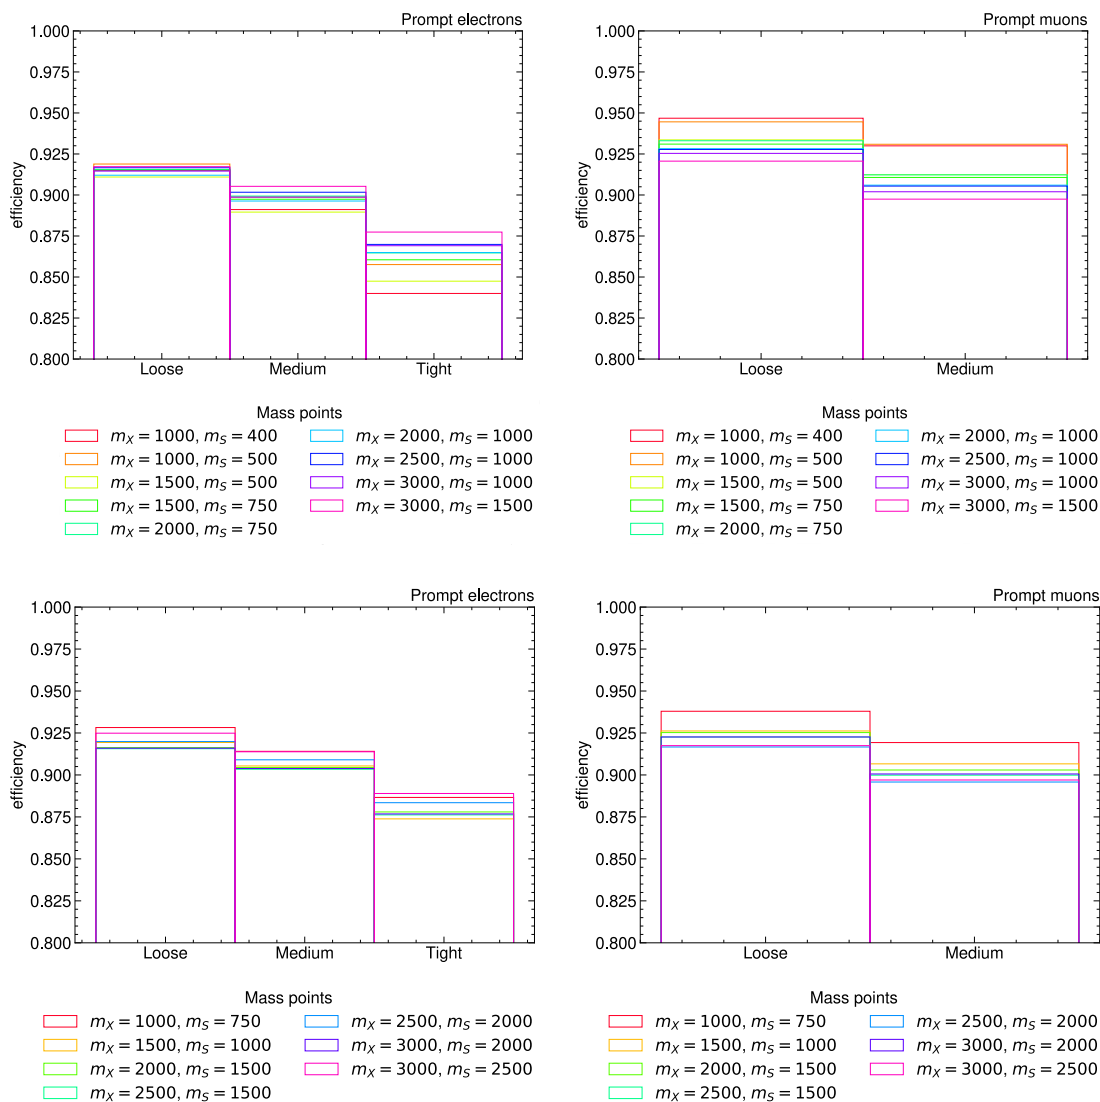 Prompt electrons
1.000
0.975
0.950
0.925
0.900
0.875
0.850
0.825
0.800
efficiency
Loose Medium Tight
Mass points
m_X = 1000, m_S = 400
m_X = 1000, m_S = 500
m_X = 1500, m_S = 500
m_X = 1500, m_S = 750
m_X = 2000, m_S = 750
m_X = 2000, m_S = 1000
m_X = 2500, m_S = 1000
m_X = 3000, m_S = 1000
m_X = 3000, m_S = 1500
Prompt muons
1.000
0.975
0.950
0.925
0.900
0.875
0.850
0.825
0.800
efficiency
Loose Medium
Mass points
m_X = 1000, m_S = 400
m_X = 1000, m_S = 500
m_X = 1500, m_S = 500
m_X = 1500, m_S = 750
m_X = 2000, m_S = 750
m_X = 2000, m_S = 1000
m_X = 2500, m_S = 1000
m_X = 3000, m_S = 1000
m_X = 3000, m_S = 1500
Prompt electrons
1.000
0.975
0.950
0.925
0.900
0.875
0.850
0.825
0.800
efficiency
Loose Medium Tight
Mass points
m_X = 1000, m_S = 750
m_X = 1500, m_S = 1000
m_X = 2000, m_S = 1500
m_X = 2500, m_S = 1500
m_X = 2500, m_S = 2000
m_X = 3000, m_S = 2000
m_X = 3000, m_S = 2500
Prompt muons
1.000
0.975
0.950
0.925
0.900
0.875
0.850
0.825
0.800
efficiency
Loose Medium
Mass points
m_X = 1000, m_S = 750
m_X = 1500, m_S = 1000
m_X = 2000, m_S = 1500
m_X = 2500, m_S = 1500
m_X = 2500, m_S = 2000
m_X = 3000, m_S = 2000
m_X = 3000, m_S = 2500